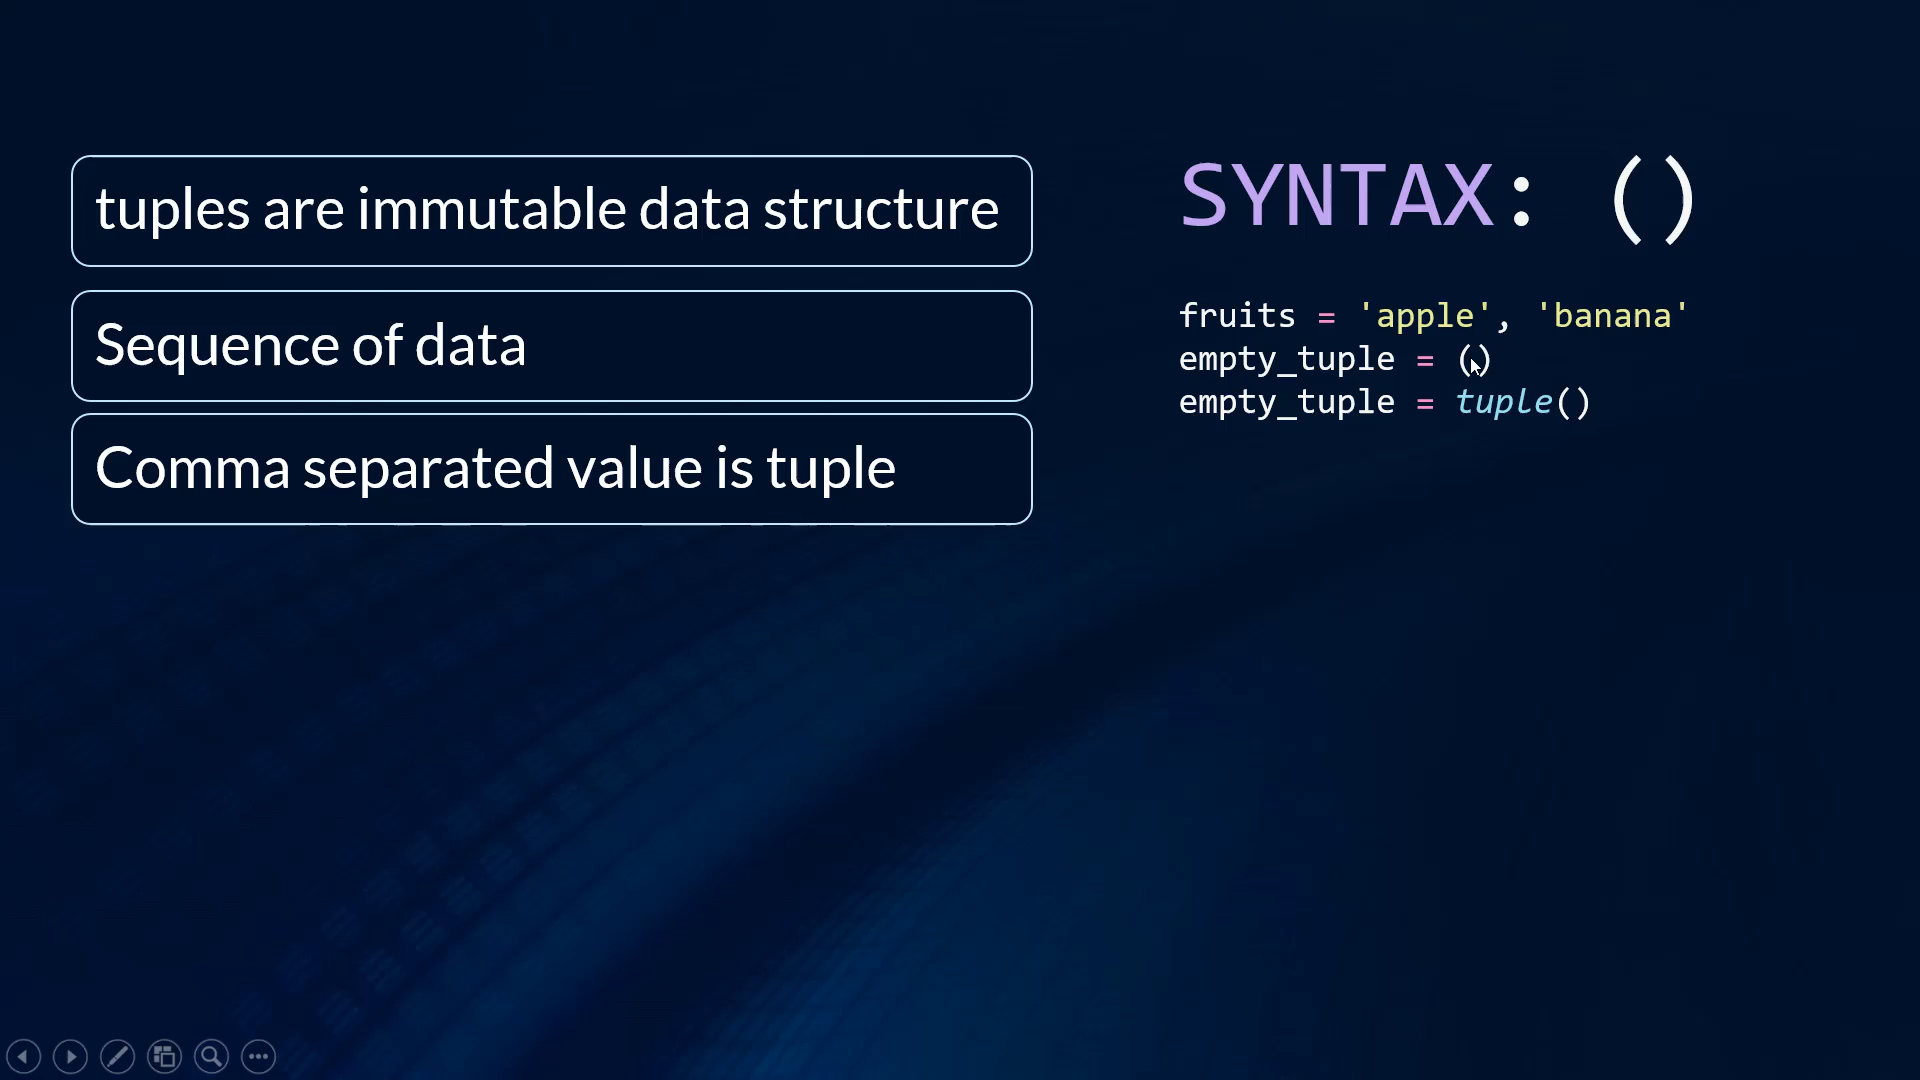 tuples are immutable data structure
Sequence of data
Comma separated value is tuple
SYNTAX: ()
fruits = 'apple', 'banana'
empty_tuple = ()
empty_tuple = tuple()